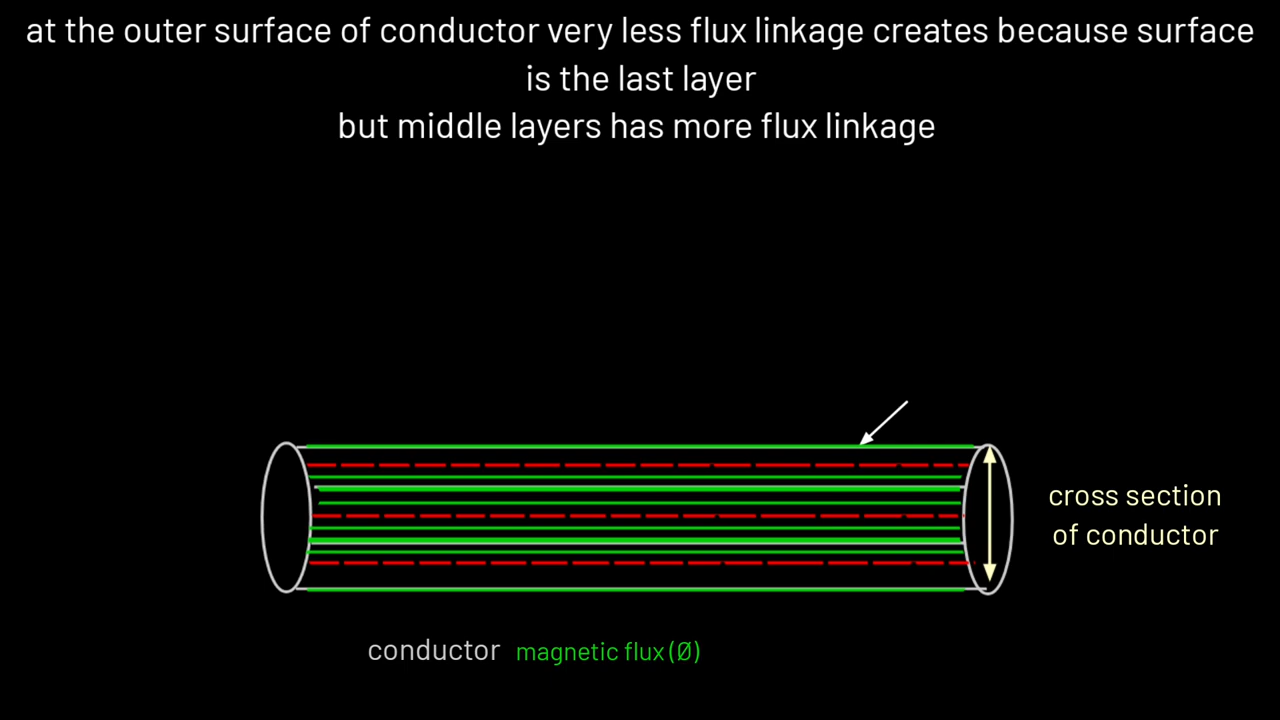 at the outer surface of conductor very less flux linkage creates because surface
is the last layer
but middle layers has more flux linkage
cross section
of conductor
conductor magnetic flux (Ø)